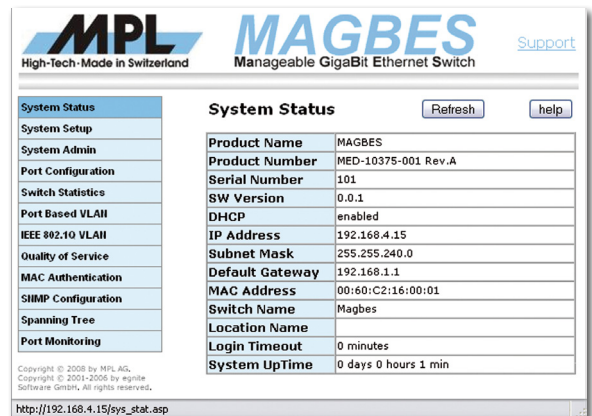 MPL
High-Tech · Made in Switzerland
MAGBES
Manageable GigaBit Ethernet Switch
Support
System Status
System Setup
System Admin
Port Configuration
Switch Statistics
Port Based VLAN
IEEE 802.1Q VLAN
Quality of Service
MAC Authentication
SNMP Configuration
Spanning Tree
Port Monitoring
Copyright © 2008 by MPL AG.
Copyright © 2001-2006 by egnite
Software GmbH. All rights reserved.
System Status Refresh help
Product Name MAGBES
Product Number MED-10375-001 Rev.A
Serial Number 101
SW Version 0.0.1
DHCP enabled
IP Address 192.168.4.15
Subnet Mask 255.255.240.0
Default Gateway 192.168.1.1
MAC Address 00:60:C2:16:00:01
Switch Name Magbes
Location Name
Login Timeout 0 minutes
System UpTime 0 days 0 hours 1 min
http://192.168.4.15/sys_stat.asp